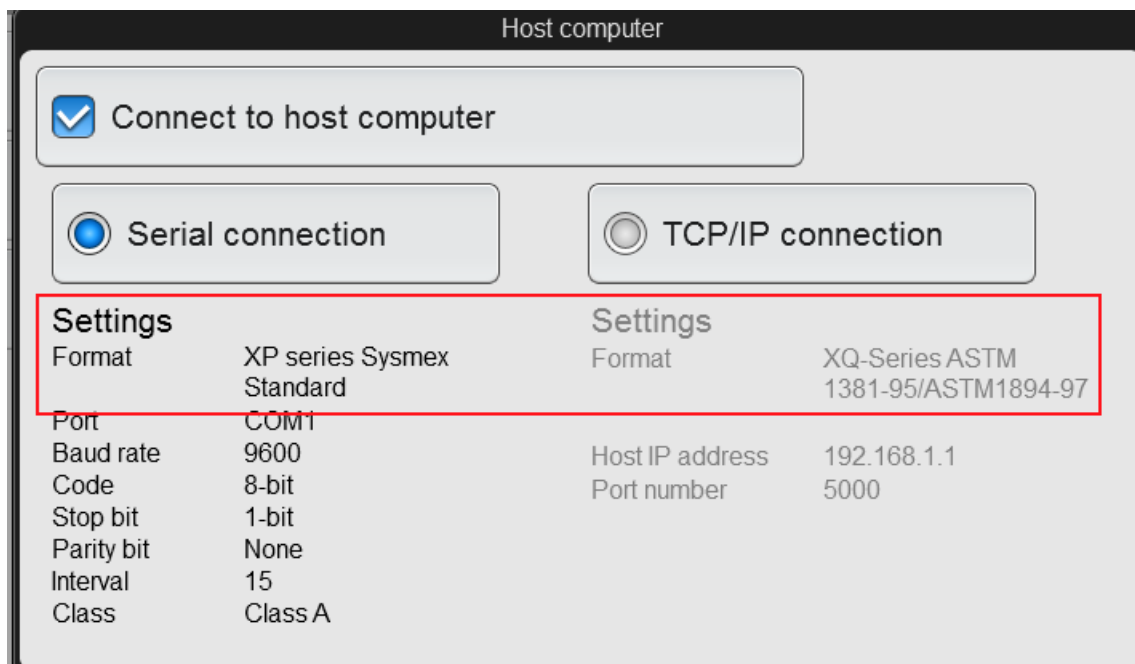 Host computer
Connect to host computer
Serial connection
TCP/IP connection
Settings
Format XP series Sysmex
Standard
Port COM1
Baud rate 9600
Code 8-bit
Stop bit 1-bit
Parity bit None
Interval 15
Class Class A
Settings
Format XQ-Series ASTM
1381-95/ASTM1894-97
Host IP address 192.168.1.1
Port number 5000